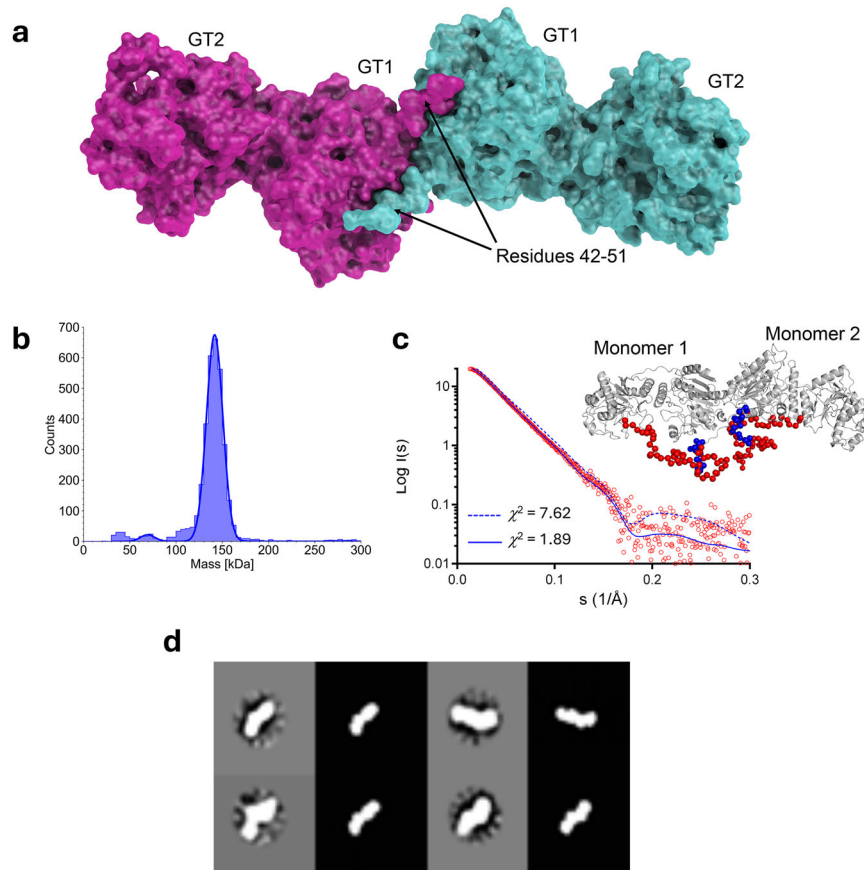 a
GT2
GT1
GT1
GT2
Residues 42-51
b
700
600
500
400
300
200
100
0
Counts
0 50 100 150 200 250 300
Mass [kDa]
c
Monomer 1
Monomer 2
10
1
0.1
0.01
Log I(s)
χ² = 7.62
χ² = 1.89
0.0 0.1 0.2 0.3
s (1/Å)
d